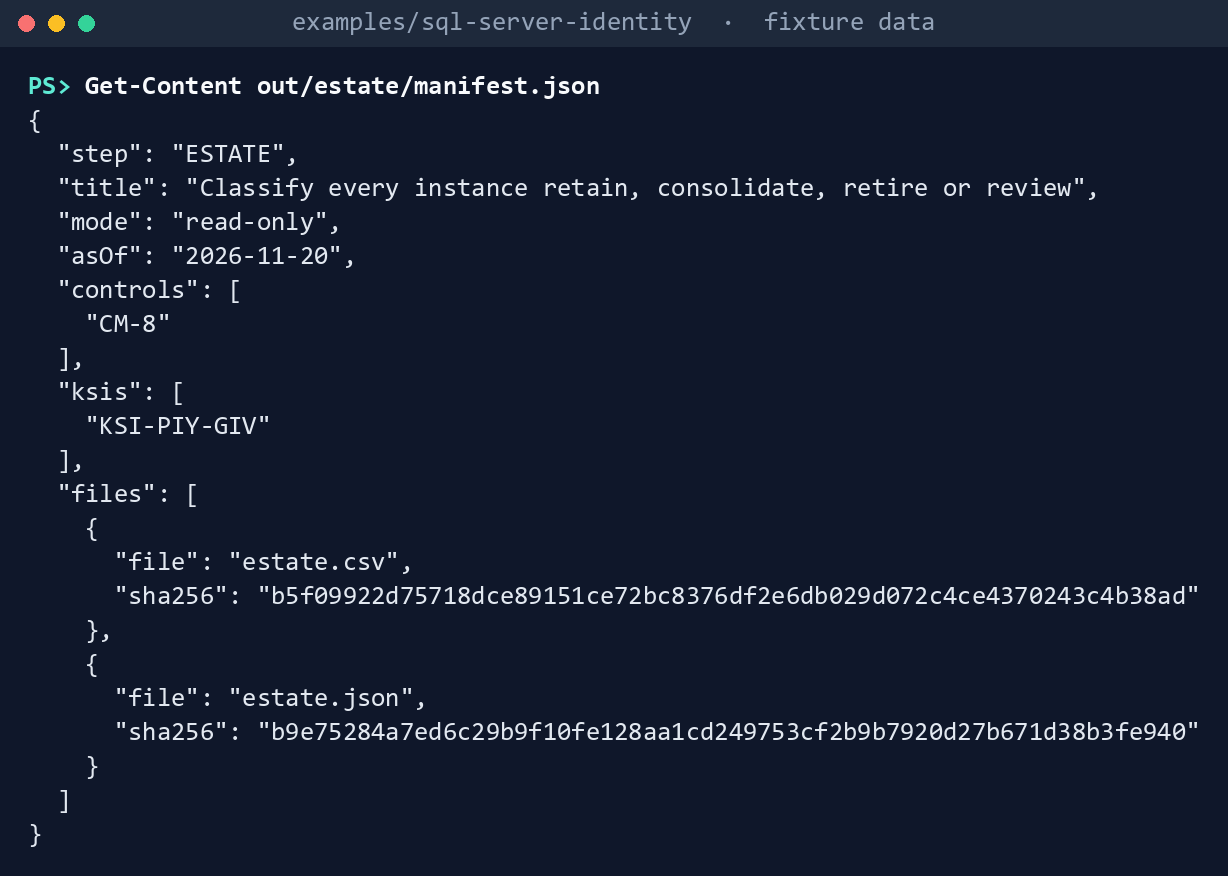 examples/sql-server-identity · fixture data
PS> Get-Content out/estate/manifest.json
{
  "step": "ESTATE",
  "title": "Classify every instance retain, consolidate, retire or review",
  "mode": "read-only",
  "asOf": "2026-11-20",
  "controls": [
    "CM-8"
  ],
  "ksis": [
    "KSI-PIY-GIV"
  ],
  "files": [
    {
      "file": "estate.csv",
      "sha256": "b5f09922d75718dce89151ce72bc8376df2e6db029d072c4ce4370243c4b38ad"
    },
    {
      "file": "estate.json",
      "sha256": "b9e75284a7ed6c29b9f10fe128aa1cd249753cf2b9b7920d27b671d38b3fe940"
    }
  ]
}